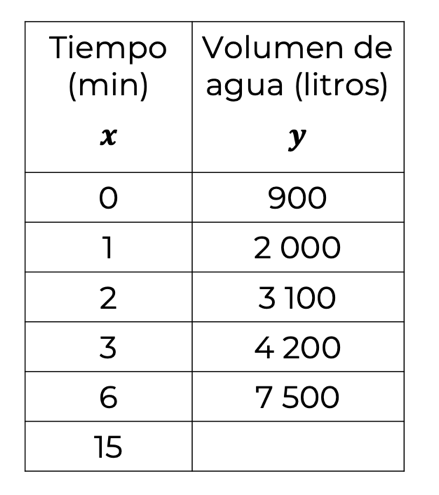 Tiempo (min) x | Volumen de agua (litros) y
0 | 900
1 | 2 000
2 | 3 100
3 | 4 200
6 | 7 500
15 |